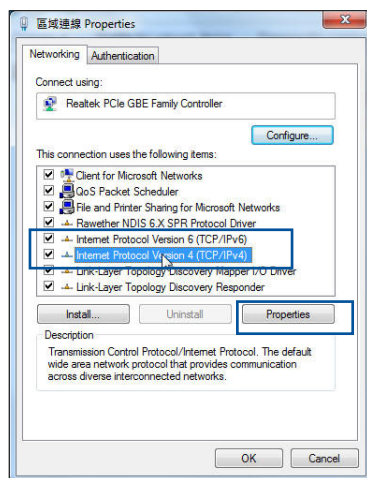 區域連線 Properties
Networking Authentication
Connect using:
Realtek PCIe GBE Family Controller
Configure...
This connection uses the following items:
Client for Microsoft Networks
QoS Packet Scheduler
File and Printer Sharing for Microsoft Networks
Rawether NDIS 6.X SPR Protocol Driver
Internet Protocol Version 6 (TCP/IPv6)
Internet Protocol Version 4 (TCP/IPv4)
Link-Layer Topology Discovery Mapper I/O Driver
Link-Layer Topology Discovery Responder
Install... Uninstall Properties
Description
Transmission Control Protocol/Internet Protocol. The default
wide area network protocol that provides communication
across diverse interconnected networks.
OK Cancel